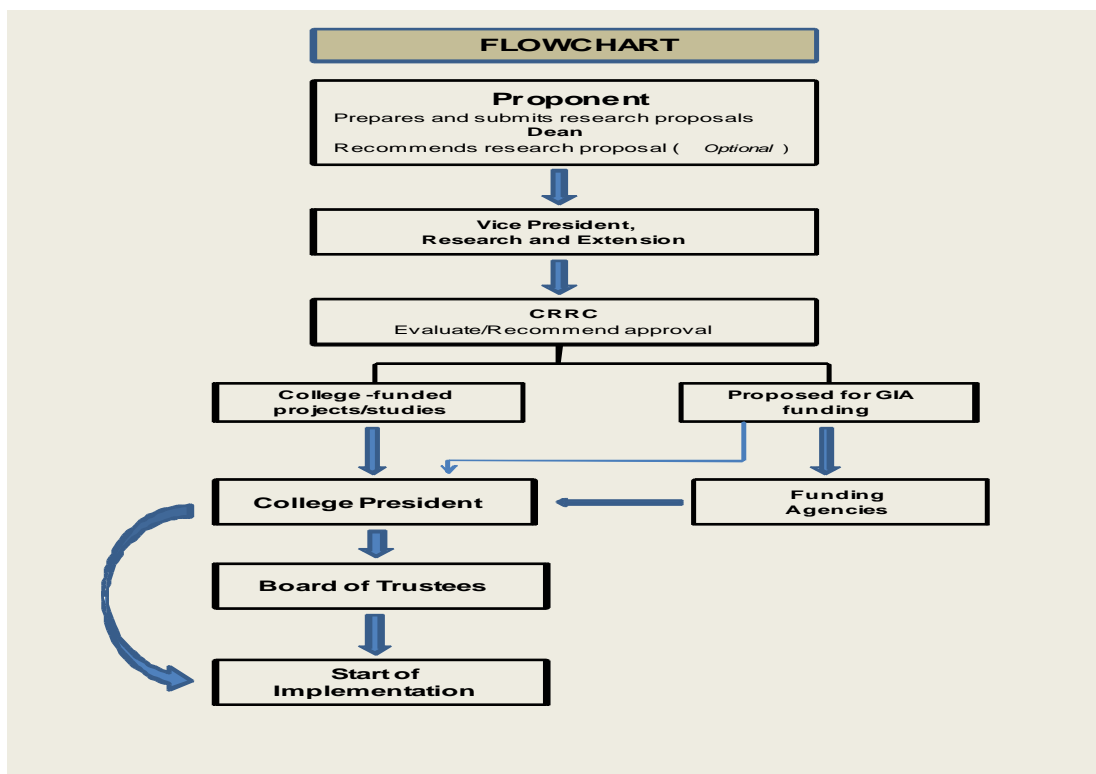 FLOWCHART
Proponent
Prepares and submits research proposals
Dean
Recommends research proposal ( Optional )
Vice President,
Research and Extension
CRRC
Evaluate/Recommend approval
College -funded
projects/studies
Proposed for GIA
funding
College President
Funding
Agencies
Board of Trustees
Start of
Implementation